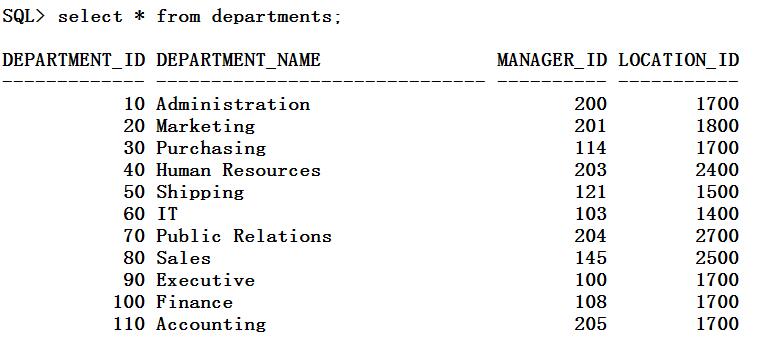 SQL> select * from departments;
DEPARTMENT_ID DEPARTMENT_NAME                MANAGER_ID LOCATION_ID
------------- ------------------------------ ---------- -----------
           10 Administration                        200        1700
           20 Marketing                             201        1800
           30 Purchasing                            114        1700
           40 Human Resources                       203        2400
           50 Shipping                              121        1500
           60 IT                                    103        1400
           70 Public Relations                      204        2700
           80 Sales                                 145        2500
           90 Executive                             100        1700
          100 Finance                               108        1700
          110 Accounting                            205        1700